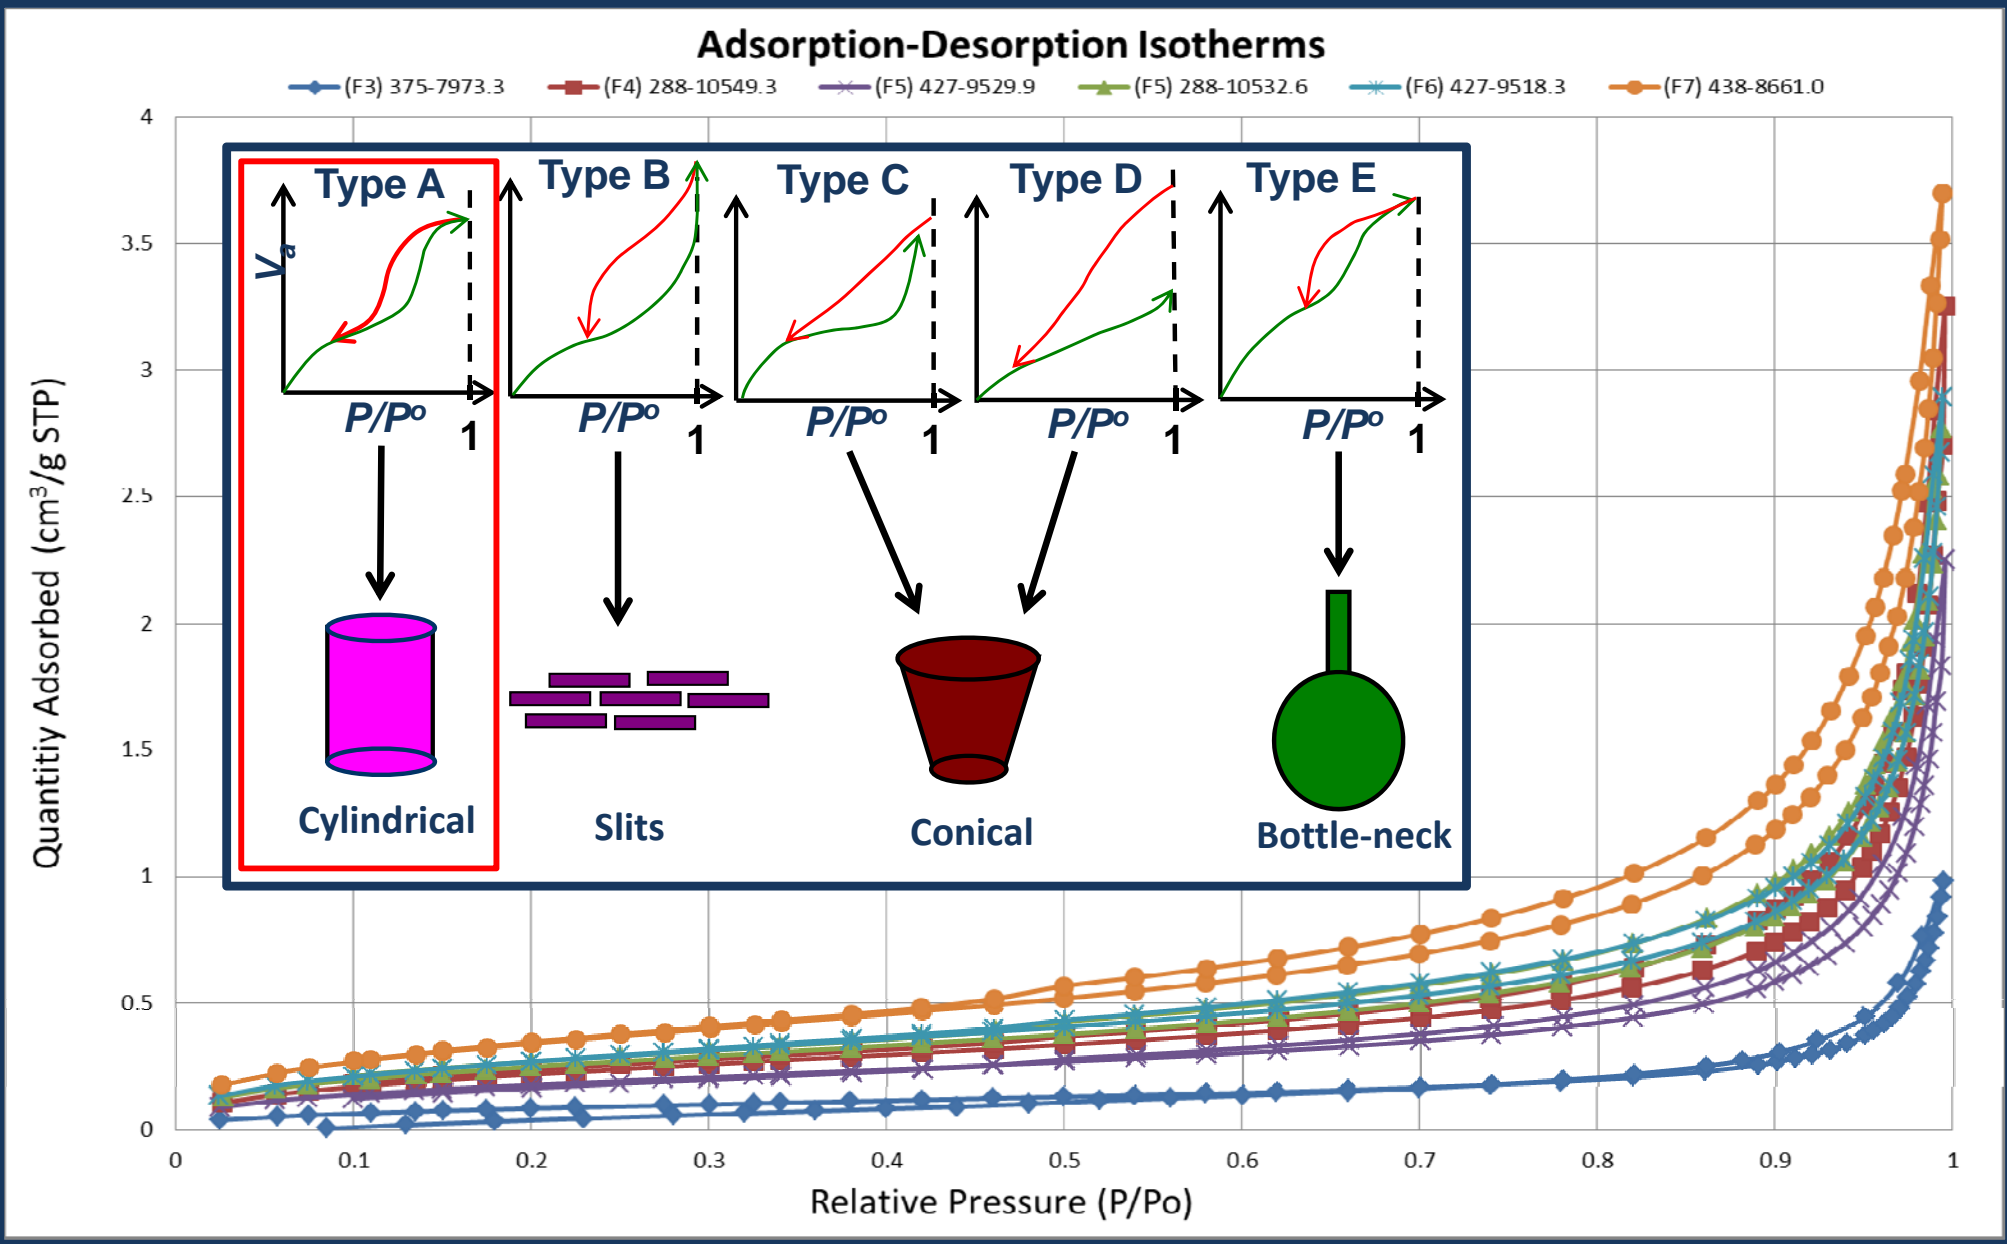 Adsorption-Desorption Isotherms
(F3) 375-7973.3 (F4) 288-10549.3 (F5) 427-9529.9 (F5) 288-10532.6 (F6) 427-9518.3 (F7) 438-8661.0
Quantitiy Adsorbed (cm³/g STP)
4
3.5
3
2.5
2
1.5
1
0.5
0
Type A Type B Type C Type D Type E
Va
P/Pº P/Pº P/Pº P/Pº P/Pº
1 1 1 1 1
Cylindrical Slits Conical Bottle-neck
0 0.1 0.2 0.3 0.4 0.5 0.6 0.7 0.8 0.9 1
Relative Pressure (P/Po)